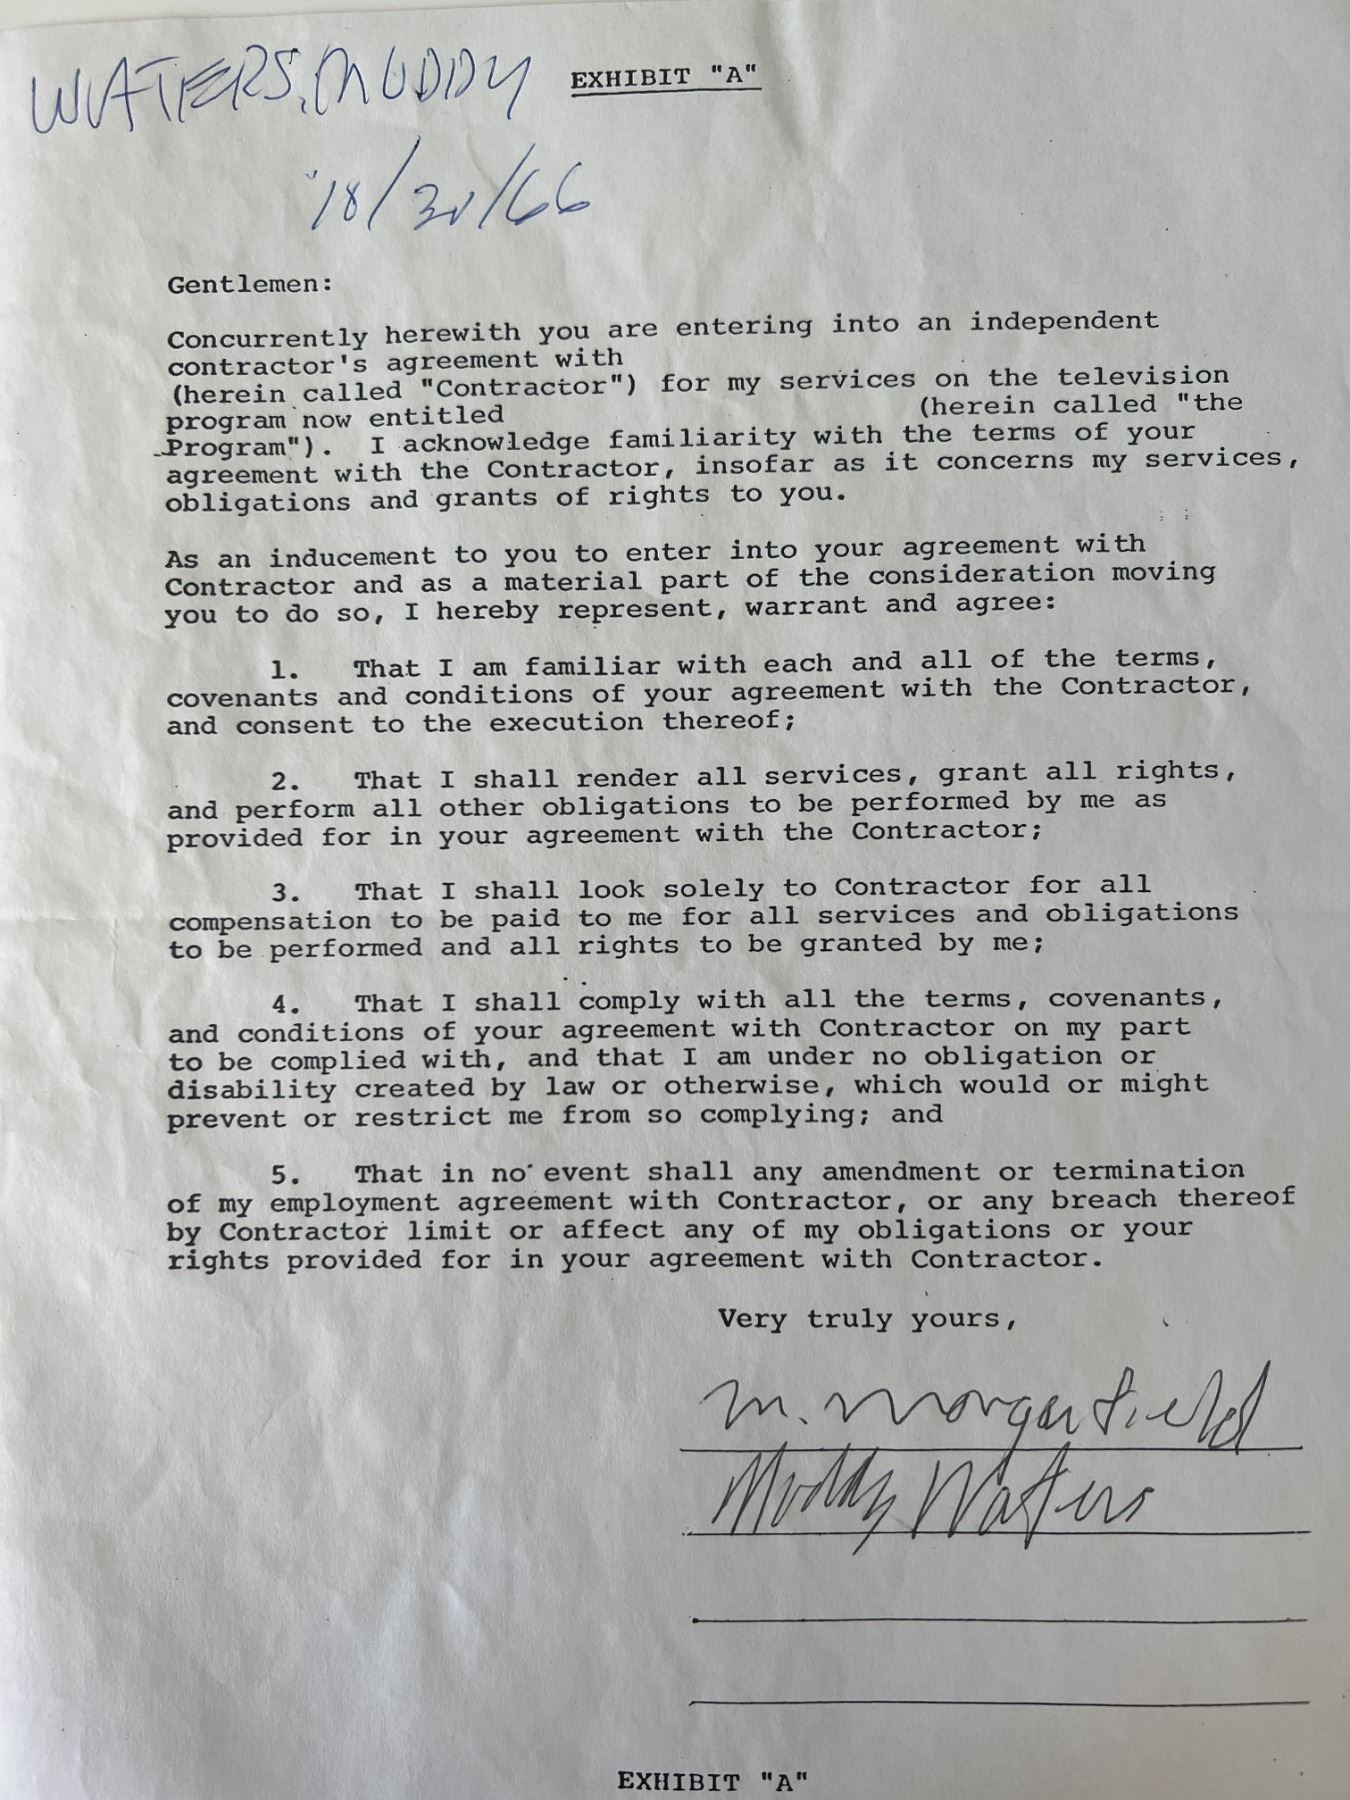 WATERS, MUDDY
EXHIBIT "A"
Gentlemen:
Concurrently herewith you are entering into an independent
contractor's agreement with
(herein called "Contractor") for my services on the television
program now entitled (herein called "the
Program"). I acknowledge familiarity with the terms of your
agreement with the Contractor, insofar as it concerns my services,
obligations and grants of rights to you.
As an inducement to you to enter into your agreement with
Contractor and as a material part of the consideration moving
you to do so, I hereby represent, warrant and agree:
1. That I am familiar with each and all of the terms,
covenants and conditions of your agreement with the Contractor,
and consent to the execution thereof;
2. That I shall render all services, grant all rights,
and perform all other obligations to be performed by me as
provided for in your agreement with the Contractor;
3. That I shall look solely to Contractor for all
compensation to be paid to me for all services and obligations
to be performed and all rights to be granted by me;
4. That I shall comply with all the terms, covenants,
and conditions of your agreement with Contractor on my part
to be complied with, and that I am under no obligation or
disability created by law or otherwise, which would or might
prevent or restrict me from so complying; and
5. That in no event shall any amendment or termination
of my employment agreement with Contractor, or any breach thereof
by Contractor limit or affect any of my obligations or your
rights provided for in your agreement with Contractor.
Very truly yours,
M. Morganfield
Muddy Waters
EXHIBIT "A"